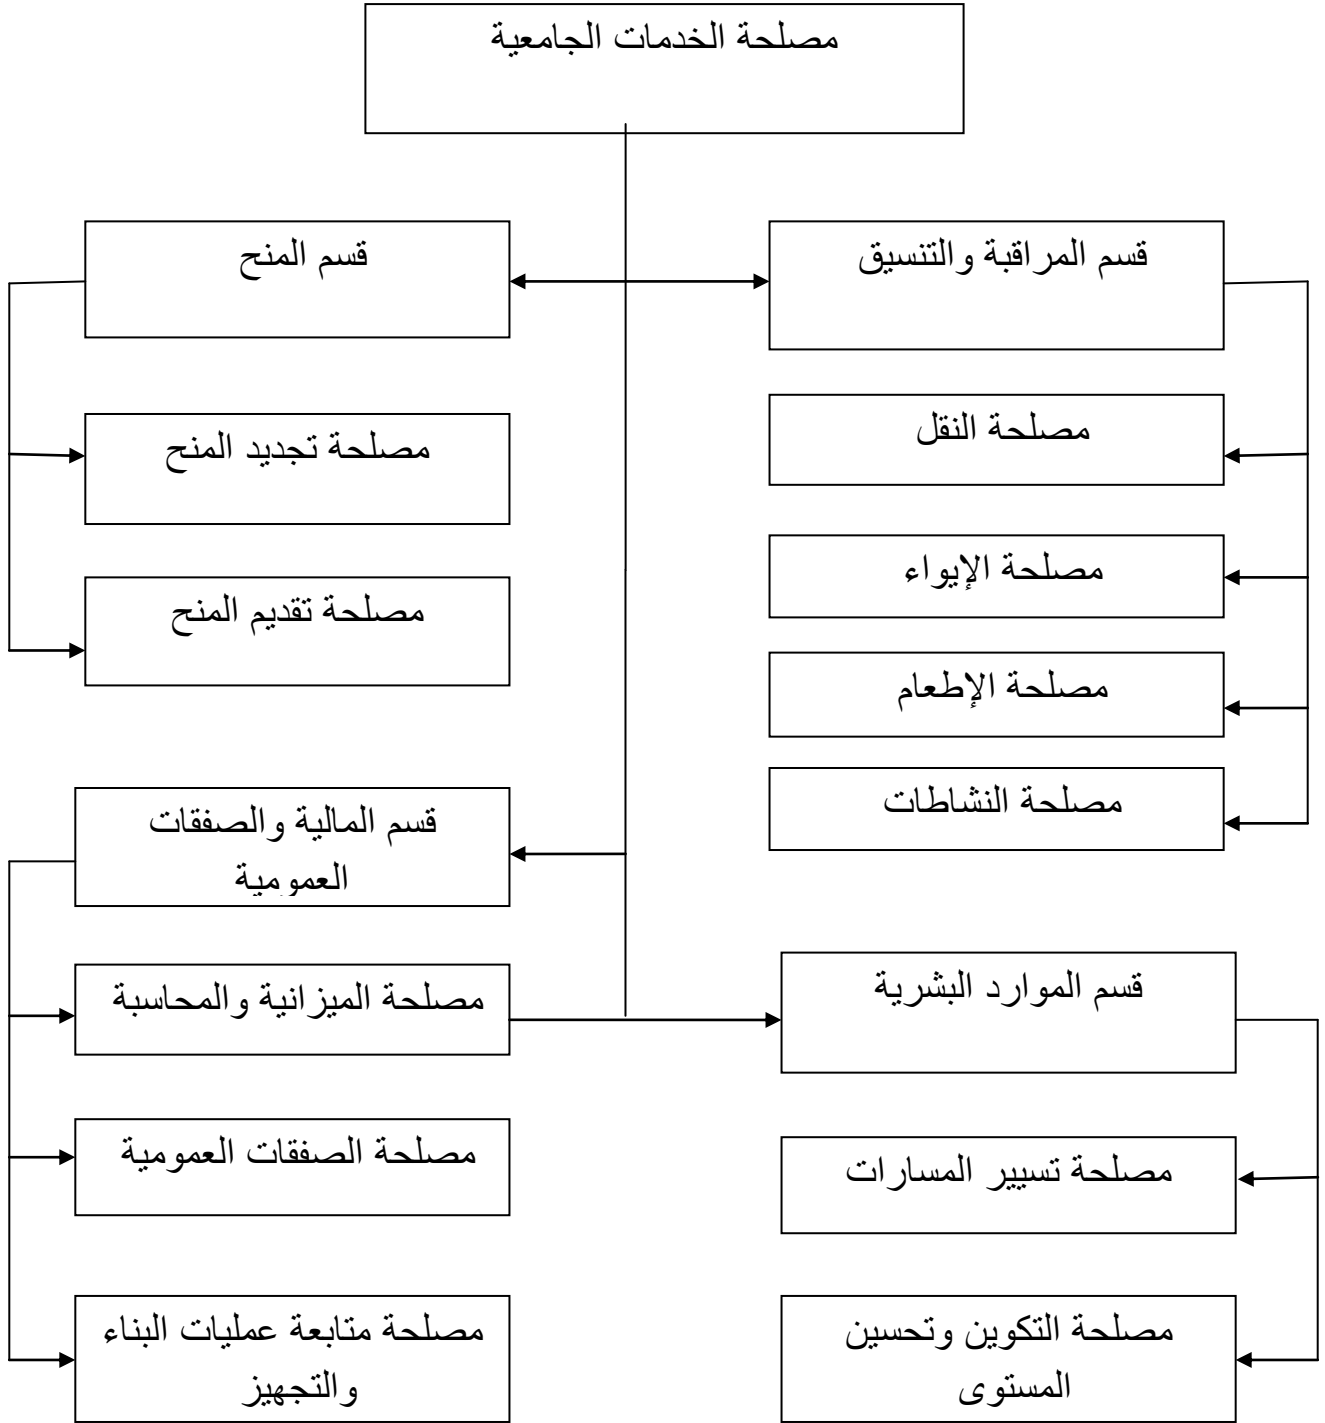 مصلحة الخدمات الجامعية
قسم المراقبة والتنسيق
قسم المنح
مصلحة النقل
مصلحة تجديد المنح
مصلحة الإيواء
مصلحة تقديم المنح
مصلحة الإطعام
مصلحة النشاطات
قسم المالية والصفقات
العمومية
قسم الموارد البشرية
مصلحة الميزانية والمحاسبة
مصلحة تسيير المسارات
مصلحة الصفقات العمومية
مصلحة التكوين وتحسين
المستوى
مصلحة متابعة عمليات البناء
والتجهيز